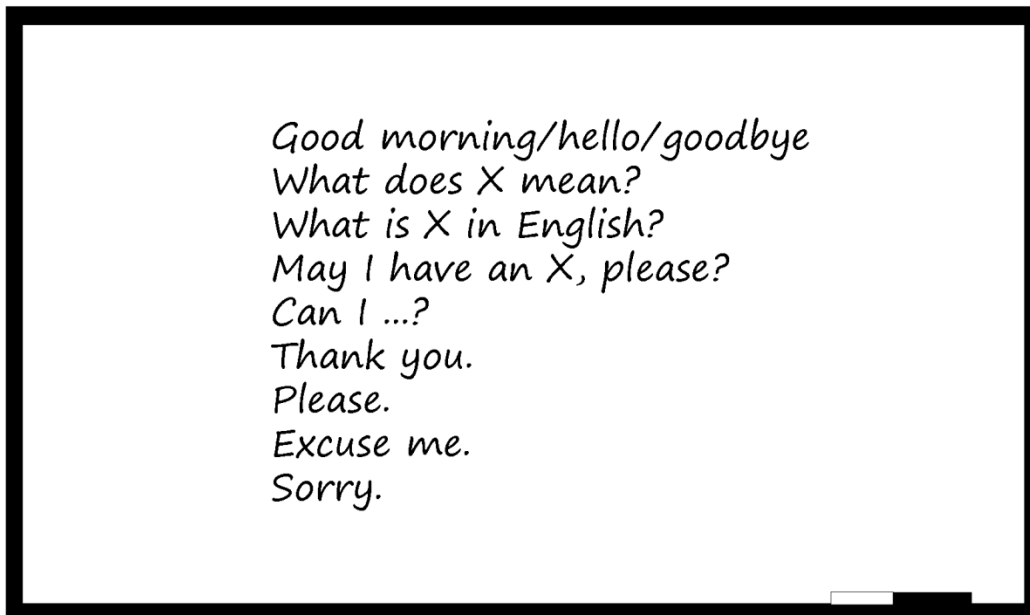 Good morning/hello/goodbye
What does X mean?
What is X in English?
May I have an X, please?
Can I ...?
Thank you.
Please.
Excuse me.
Sorry.